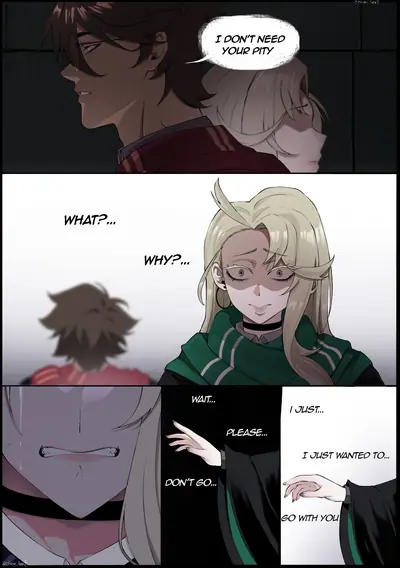 I DON'T NEED
YOUR PITY
WHAT?...
WHY?...
WAIT...
PLEASE...
DON'T GO...
I JUST...
I JUST WANTED TO...
GO WITH YOU